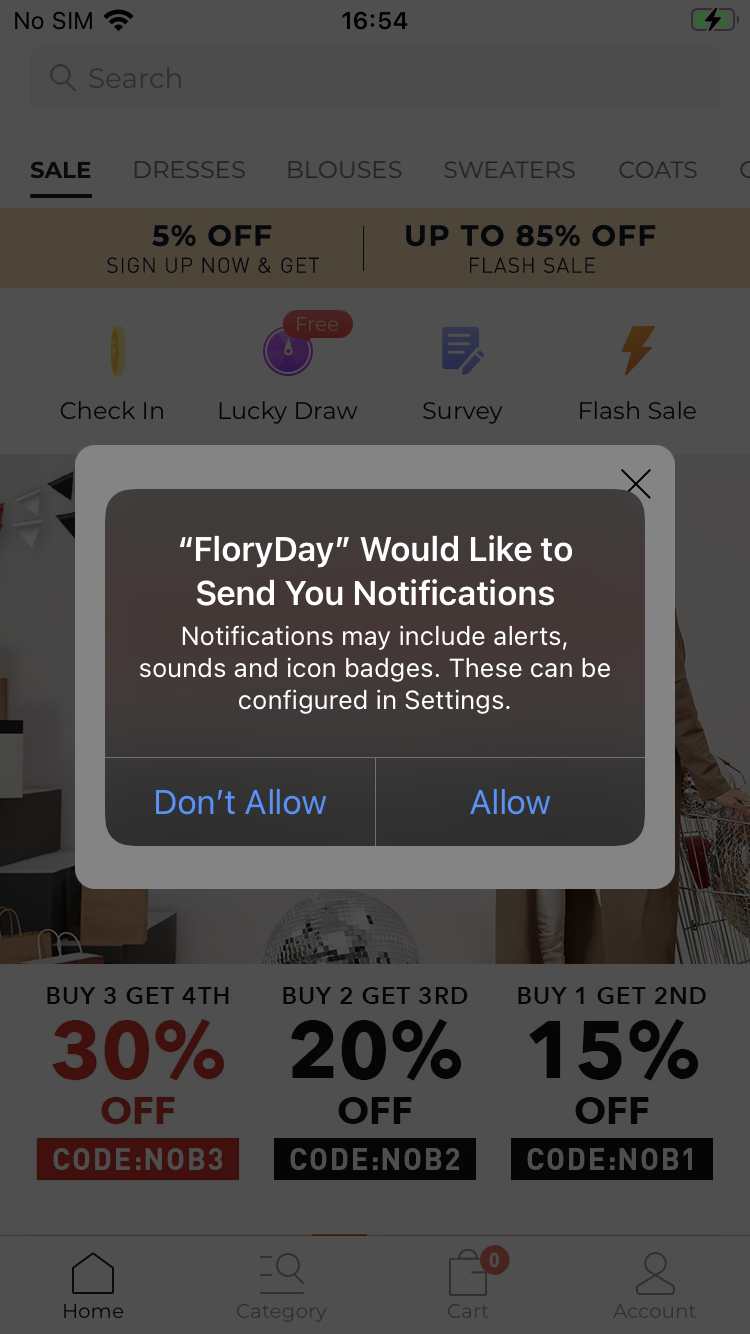 No SIM 16:54
Search
SALE DRESSES BLOUSES SWEATERS COATS
5% OFF
SIGN UP NOW & GET
UP TO 85% OFF
FLASH SALE
Free
Check In
Lucky Draw
Survey
Flash Sale
“FloryDay” Would Like to
Send You Notifications
Notifications may include alerts,
sounds and icon badges. These can be
configured in Settings.
Don’t Allow
Allow
BUY 3 GET 4TH
30%
OFF
CODE:NOB3
BUY 2 GET 3RD
20%
OFF
CODE:NOB2
BUY 1 GET 2ND
15%
OFF
CODE:NOB1
0
Home
Category
Cart
Account